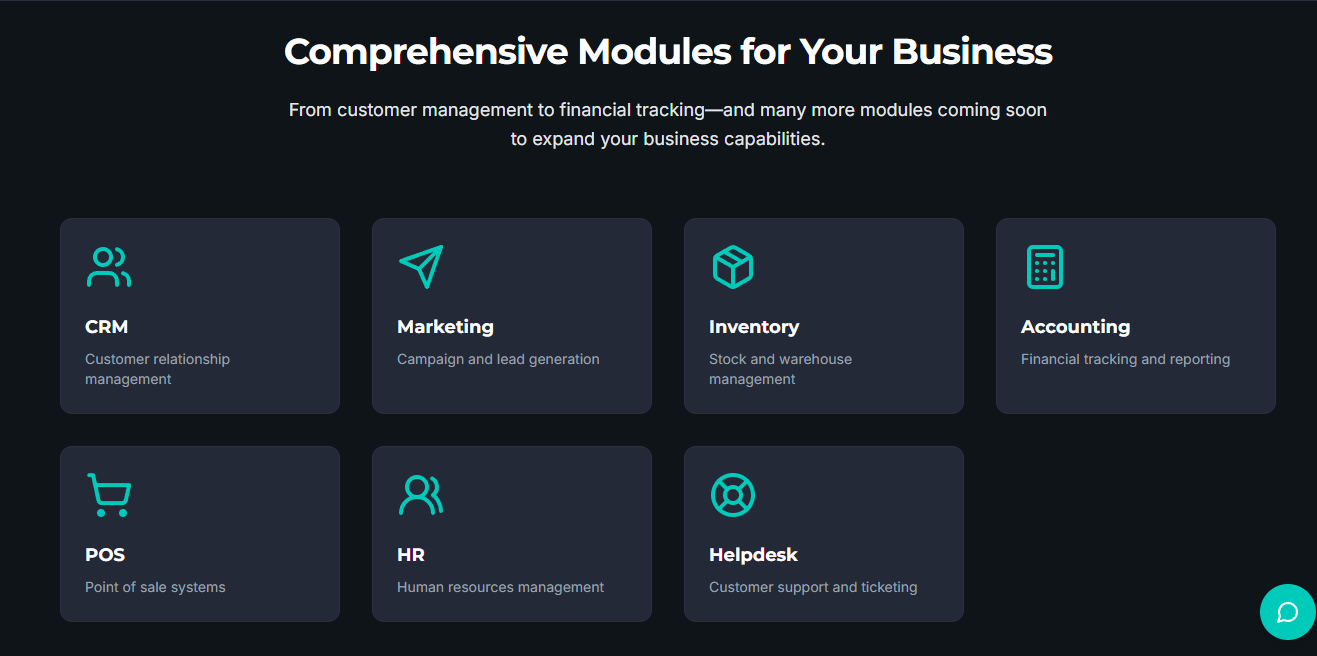 Comprehensive Modules for Your Business
From customer management to financial tracking—and many more modules coming soon
to expand your business capabilities.
CRM
Customer relationship
management
Marketing
Campaign and lead generation
Inventory
Stock and warehouse
management
Accounting
Financial tracking and reporting
POS
Point of sale systems
HR
Human resources management
Helpdesk
Customer support and ticketing